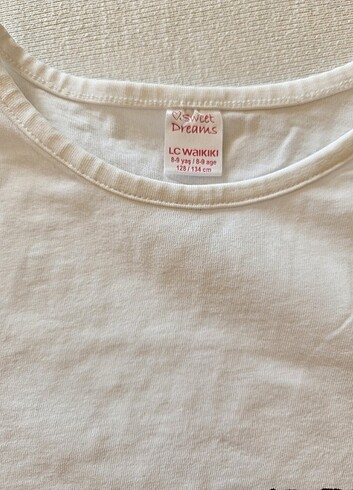 ♡sweet
Dreams
LC WAIKIKI
8-9 yaş / 8-9 age
128 / 134 cm